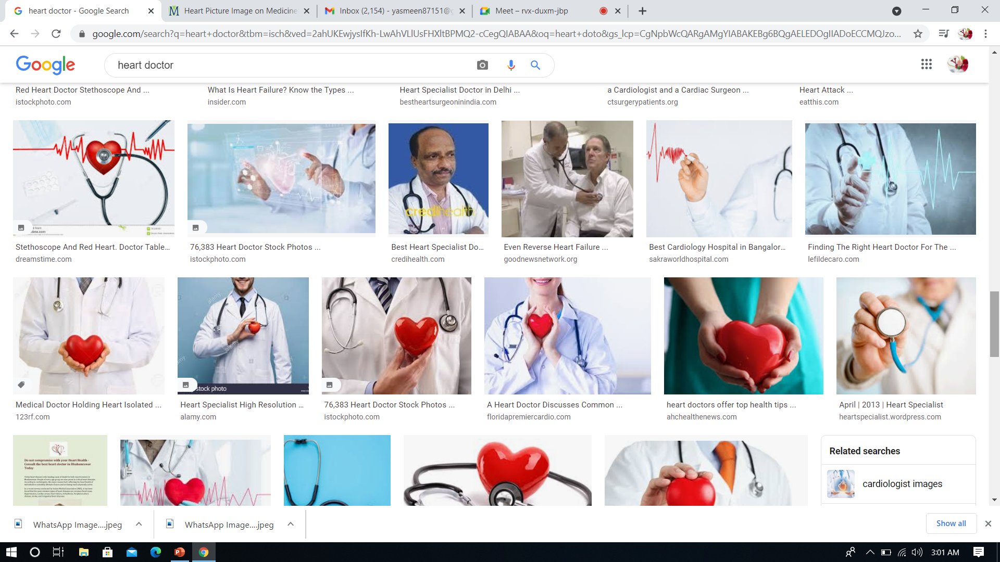 heart doctor - Google Search
Heart Picture Image on Medicine
Inbox (2,154) - yasmeen87151@g
Meet – rvx-duxm-jbp
google.com/search?q=heart+doctor&tbm=isch&ved=2ahUKEwjysIfKh-LwAhVLlUsFHXltBPMQ2-cCegQIABAA&oq=heart+doto&gs_lcp=CgNpbWcQARgAMgYIABAKEBg6BQgAELEDOgIIADoECCMQJzo...
Google
heart doctor
Red Heart Doctor Stethoscope And ...
istockphoto.com
What Is Heart Failure? Know the Types ...
insider.com
Heart Specialist Doctor in Delhi ...
bestheartsurgeoninindia.com
a Cardiologist and a Cardiac Surgeon ...
ctsurgerypatients.org
Heart Attack ...
eatthis.com
credihealth
Stethoscope And Red Heart. Doctor Table...
dreamstime.com
76,383 Heart Doctor Stock Photos ...
istockphoto.com
Best Heart Specialist Do...
credihealth.com
Even Reverse Heart Failure ...
goodnewsnetwork.org
Best Cardiology Hospital in Bangalor...
sakraworldhospital.com
Finding The Right Heart Doctor For The ...
lefildecaro.com
alamy
stock photo
Medical Doctor Holding Heart Isolated ...
123rf.com
Heart Specialist High Resolution ...
alamy.com
76,383 Heart Doctor Stock Photos ...
istockphoto.com
A Heart Doctor Discusses Common ...
floridapremiercardio.com
heart doctors offer top health tips ...
ahchealthenews.com
April | 2013 | Heart Specialist
heartspecialist.wordpress.com
Do not compromise with your Heart Health -
Consult the best heart doctor in Bhubaneswar
Today
Related searches
cardiologist images
WhatsApp Image....jpeg
WhatsApp Image....jpeg
Show all
3:01 AM